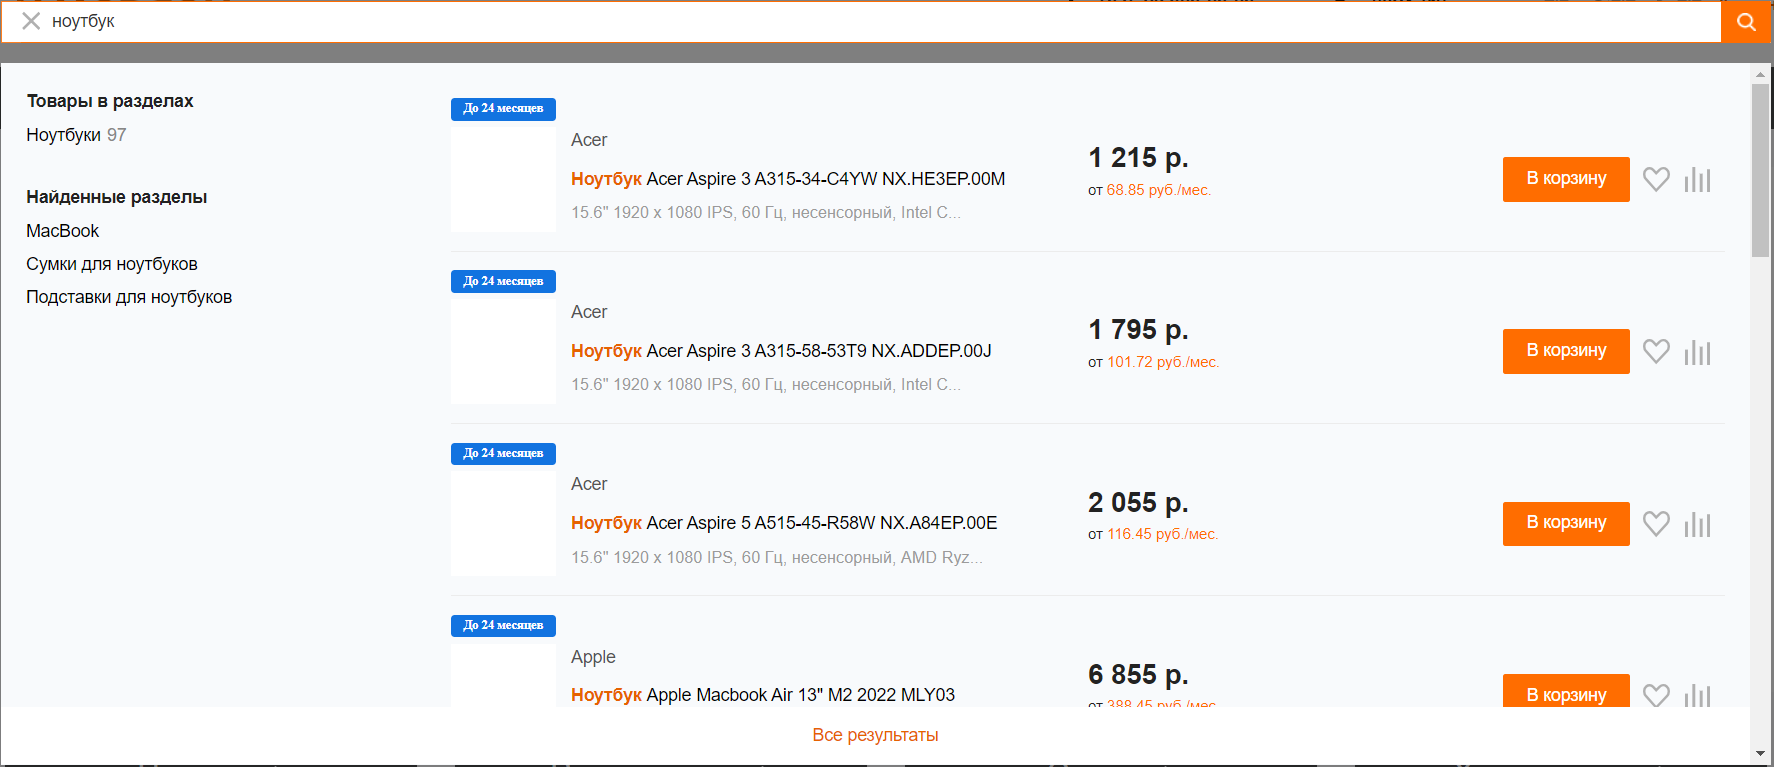 ноутбук
Товары в разделах
Ноутбуки 97
Найденные разделы
MacBook
Сумки для ноутбуков
Подставки для ноутбуков
До 24 месяцев
Acer
Ноутбук Acer Aspire 3 A315-34-C4YW NX.HE3EP.00M
15.6" 1920 x 1080 IPS, 60 Гц, несенсорный, Intel C...
1 215 р.
от 68.85 руб./мес.
В корзину
До 24 месяцев
Acer
Ноутбук Acer Aspire 3 A315-58-53T9 NX.ADDEP.00J
15.6" 1920 x 1080 IPS, 60 Гц, несенсорный, Intel C...
1 795 р.
от 101.72 руб./мес.
В корзину
До 24 месяцев
Acer
Ноутбук Acer Aspire 5 A515-45-R58W NX.A84EP.00E
15.6" 1920 x 1080 IPS, 60 Гц, несенсорный, AMD Ryz...
2 055 р.
от 116.45 руб./мес.
В корзину
До 24 месяцев
Apple
Ноутбук Apple Macbook Air 13" M2 2022 MLY03
6 855 р.
от 388.45 руб./мес.
В корзину
Все результаты